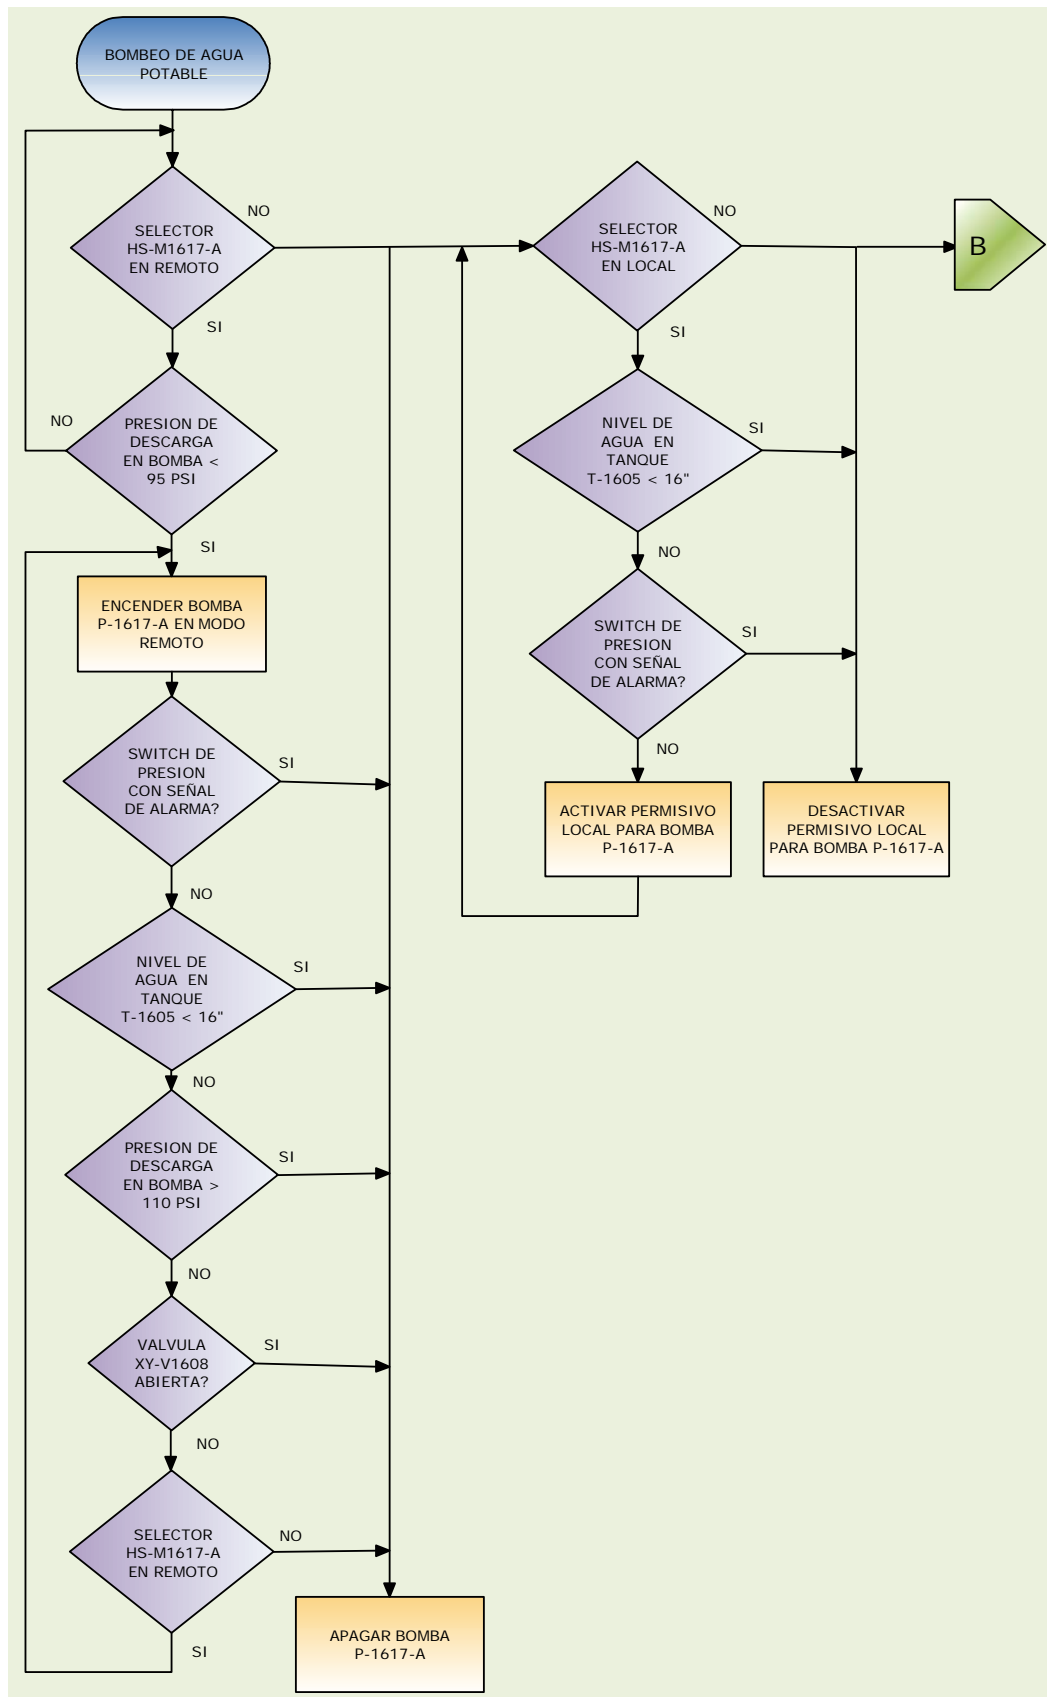 BOMBEO DE AGUA
POTABLE
SELECTOR
HS-M1617-A
EN REMOTO
NO
SI
PRESION DE
DESCARGA
EN BOMBA <
95 PSI
NO
SI
ENCENDER BOMBA
P-1617-A EN MODO
REMOTO
SWITCH DE
PRESION
CON SEÑAL
DE ALARMA?
SI
NO
NIVEL DE
AGUA EN
TANQUE
T-1605 < 16"
SI
NO
PRESION DE
DESCARGA
EN BOMBA >
110 PSI
SI
NO
VALVULA
XY-V1608
ABIERTA?
SI
NO
SELECTOR
HS-M1617-A
EN REMOTO
NO
SI
APAGAR BOMBA
P-1617-A
SELECTOR
HS-M1617-A
EN LOCAL
NO
SI
B
NIVEL DE
AGUA EN
TANQUE
T-1605 < 16"
SI
NO
SWITCH DE
PRESION
CON SEÑAL
DE ALARMA?
SI
NO
ACTIVAR PERMISIVO
LOCAL PARA BOMBA
P-1617-A
DESACTIVAR
PERMISIVO LOCAL
PARA BOMBA P-1617-A